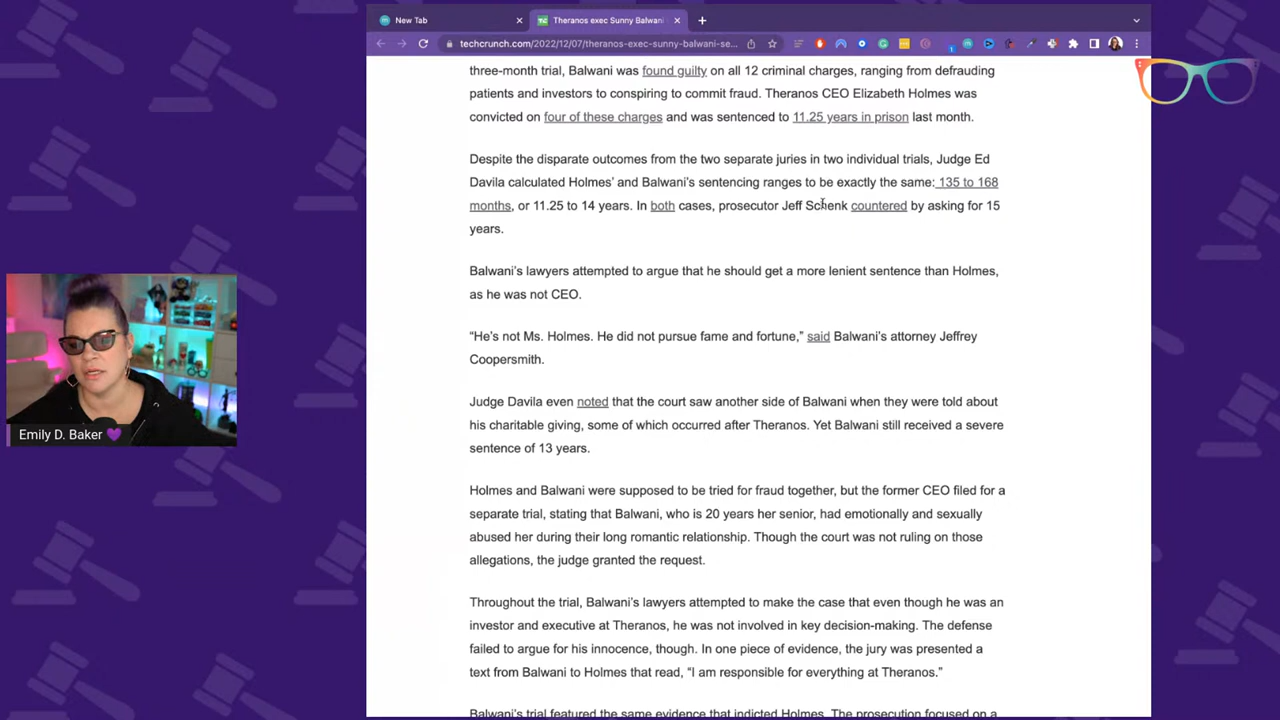 New Tab
Theranos exec Sunny Balwani
techcrunch.com/2022/12/07/theranos-exec-sunny-balwani-se...
three-month trial, Balwani was found guilty on all 12 criminal charges, ranging from defrauding
patients and investors to conspiring to commit fraud. Theranos CEO Elizabeth Holmes was
convicted on four of these charges and was sentenced to 11.25 years in prison last month.
Despite the disparate outcomes from the two separate juries in two individual trials, Judge Ed
Davila calculated Holmes’ and Balwani’s sentencing ranges to be exactly the same: 135 to 168
months, or 11.25 to 14 years. In both cases, prosecutor Jeff Schenk countered by asking for 15
years.
Balwani’s lawyers attempted to argue that he should get a more lenient sentence than Holmes,
as he was not CEO.
“He’s not Ms. Holmes. He did not pursue fame and fortune,” said Balwani’s attorney Jeffrey
Coopersmith.
Judge Davila even noted that the court saw another side of Balwani when they were told about
his charitable giving, some of which occurred after Theranos. Yet Balwani still received a severe
sentence of 13 years.
Holmes and Balwani were supposed to be tried for fraud together, but the former CEO filed for a
separate trial, stating that Balwani, who is 20 years her senior, had emotionally and sexually
abused her during their long romantic relationship. Though the court was not ruling on those
allegations, the judge granted the request.
Throughout the trial, Balwani’s lawyers attempted to make the case that even though he was an
investor and executive at Theranos, he was not involved in key decision-making. The defense
failed to argue for his innocence, though. In one piece of evidence, the jury was presented a
text from Balwani to Holmes that read, “I am responsible for everything at Theranos.”
Balwani’s trial featured the same evidence that indicted Holmes. The prosecution focused on a
Emily D. Baker 💜